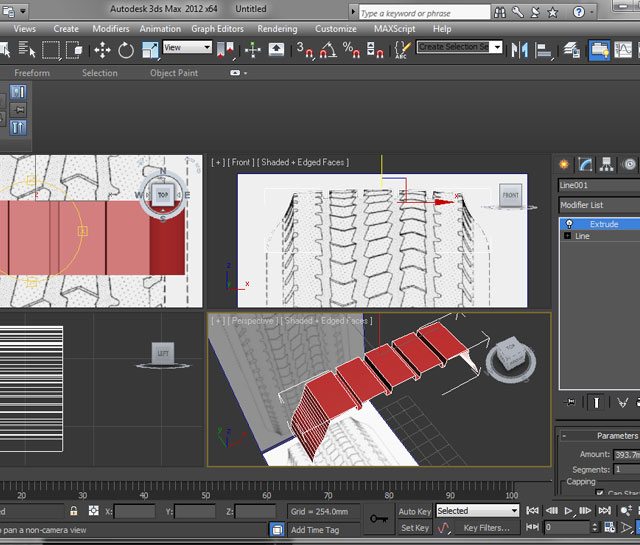 Autodesk 3ds Max 2012 x64 Untitled
Type a keyword or phrase
Views Create Modifiers Animation Graph Editors Rendering Customize MAXScript Help
View 3 % Create Selection Se
ABC
Freeform Selection Object Paint
[ + ] [ Front ] [ Shaded + Edged Faces ]
N
W TOP E
S
FRONT
Line001
Modifier List
Extrude
Line
z
x
[ + ] [ Perspective ] [ Shaded + Edged Faces ]
LEFT
TOP
Parameters
Amount: 393.7m
Segments: 1
Capping
Cap Star
20 30 40 50 60 70 80 90 100
X: Y: Z: Grid = 254.0mm Auto Key Selected
pan a non-camera view Add Time Tag Set Key Key Filters... 0